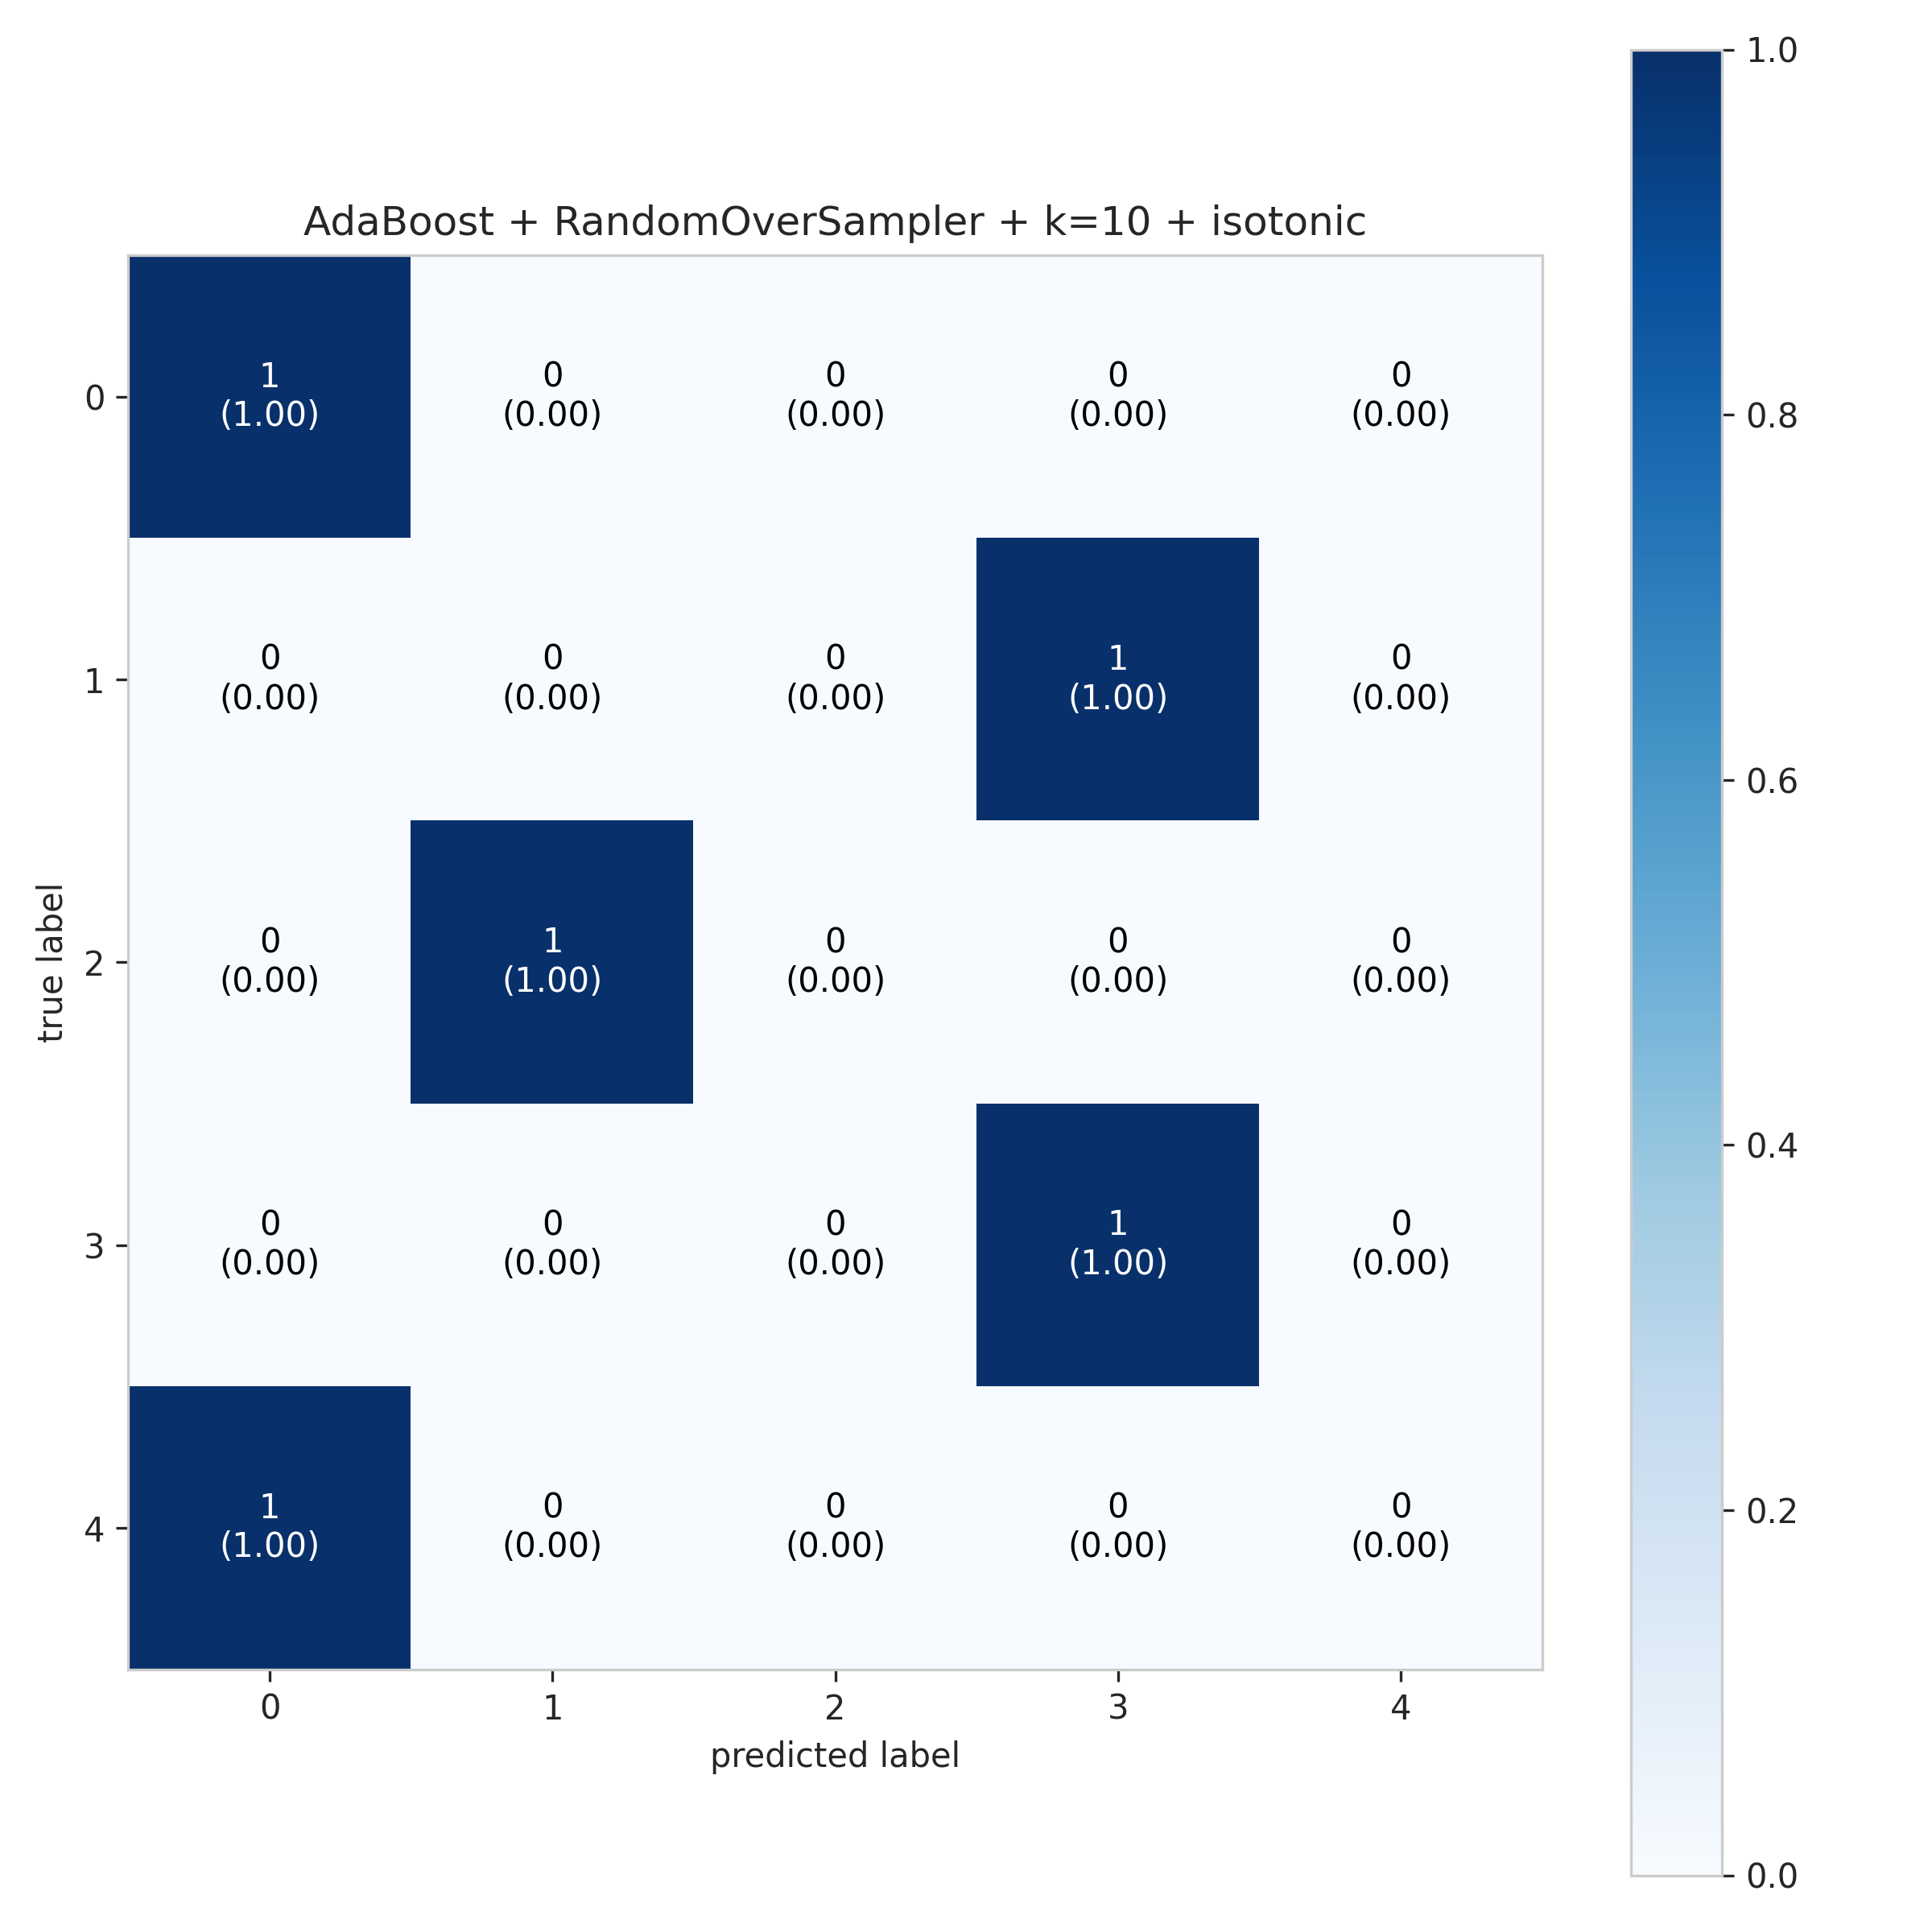 AdaBoost + RandomOverSampler + k=10 + isotonic
1 0 0 0 0
0 (1.00) (0.00) (0.00) (0.00) (0.00)
0 0 0 1 0
1 (0.00) (0.00) (0.00) (1.00) (0.00)
0 1 0 0 0
2 (0.00) (1.00) (0.00) (0.00) (0.00)
0 0 0 1 0
3 (0.00) (0.00) (0.00) (1.00) (0.00)
1 0 0 0 0
4 (1.00) (0.00) (0.00) (0.00) (0.00)
true label
0 1 2 3 4
predicted label
1.0
0.8
0.6
0.4
0.2
0.0